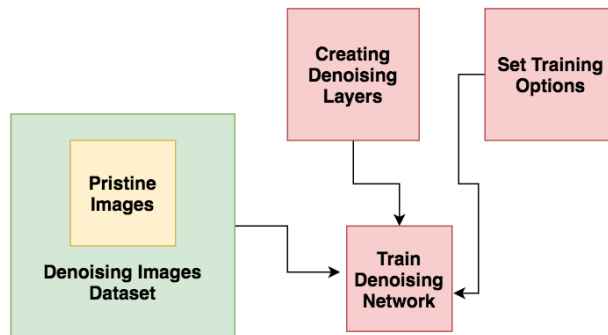 Creating
Denoising
Layers
Set Training
Options
Pristine
Images
Denoising Images
Dataset
Train
Denoising
Network